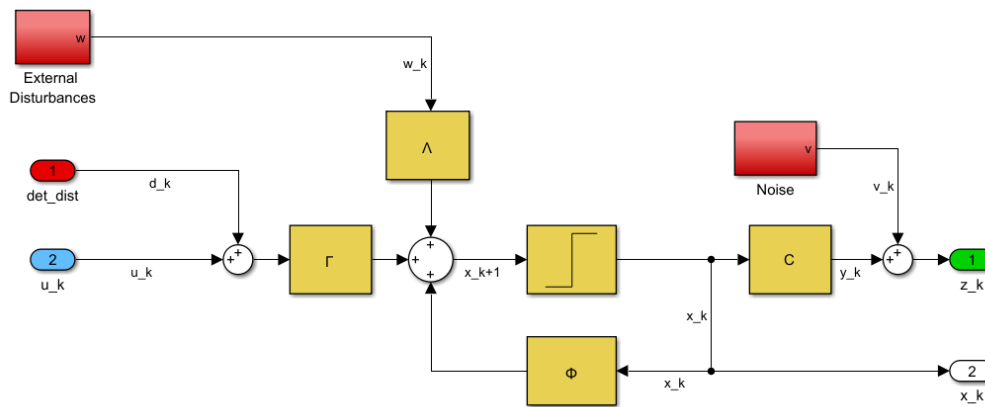 w
External
Disturbances
w_k
Λ
v
Noise
v_k
1
det_dist
d_k
2
u_k
u_k
+
+
Γ
+
+
+
x_k+1
C
y_k
+
+
1
z_k
x_k
Φ
x_k
2
x_k